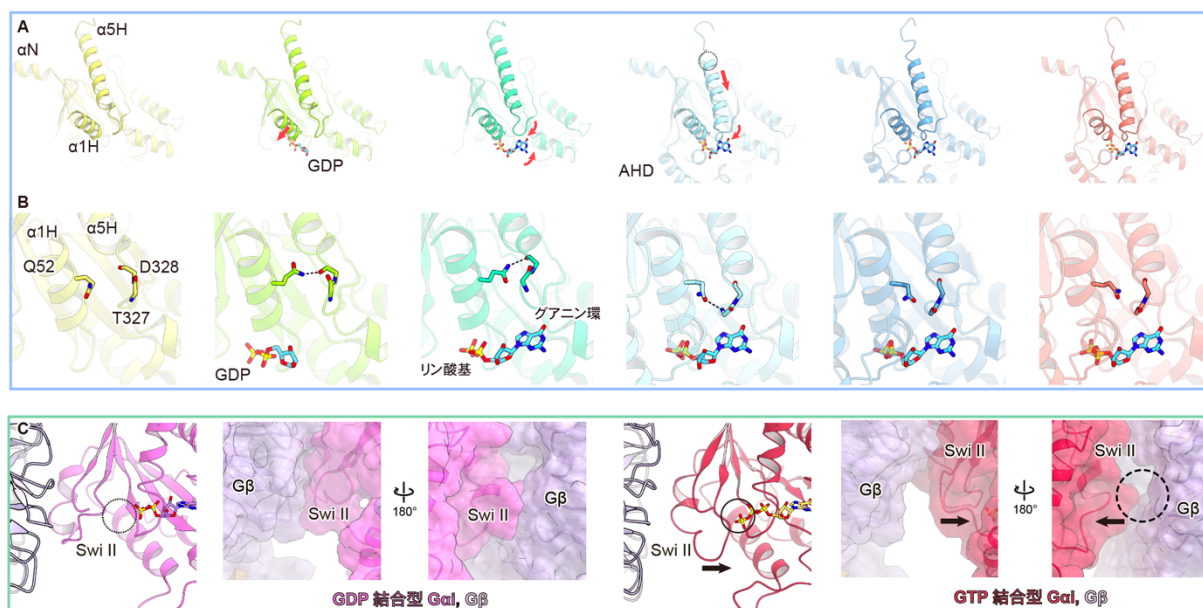 A
αN
α5H
α1H
GDP
AHD
B
α1H
α5H
Q52
D328
T327
GDP
グアニン環
リン酸基
C
Swi II
Gβ
Swi II
180°
Swi II
Gβ
GDP 結合型 Gαi, Gβ
Swi II
Gβ
Swi II
180°
Swi II
Gβ
GTP 結合型 Gαi, Gβ